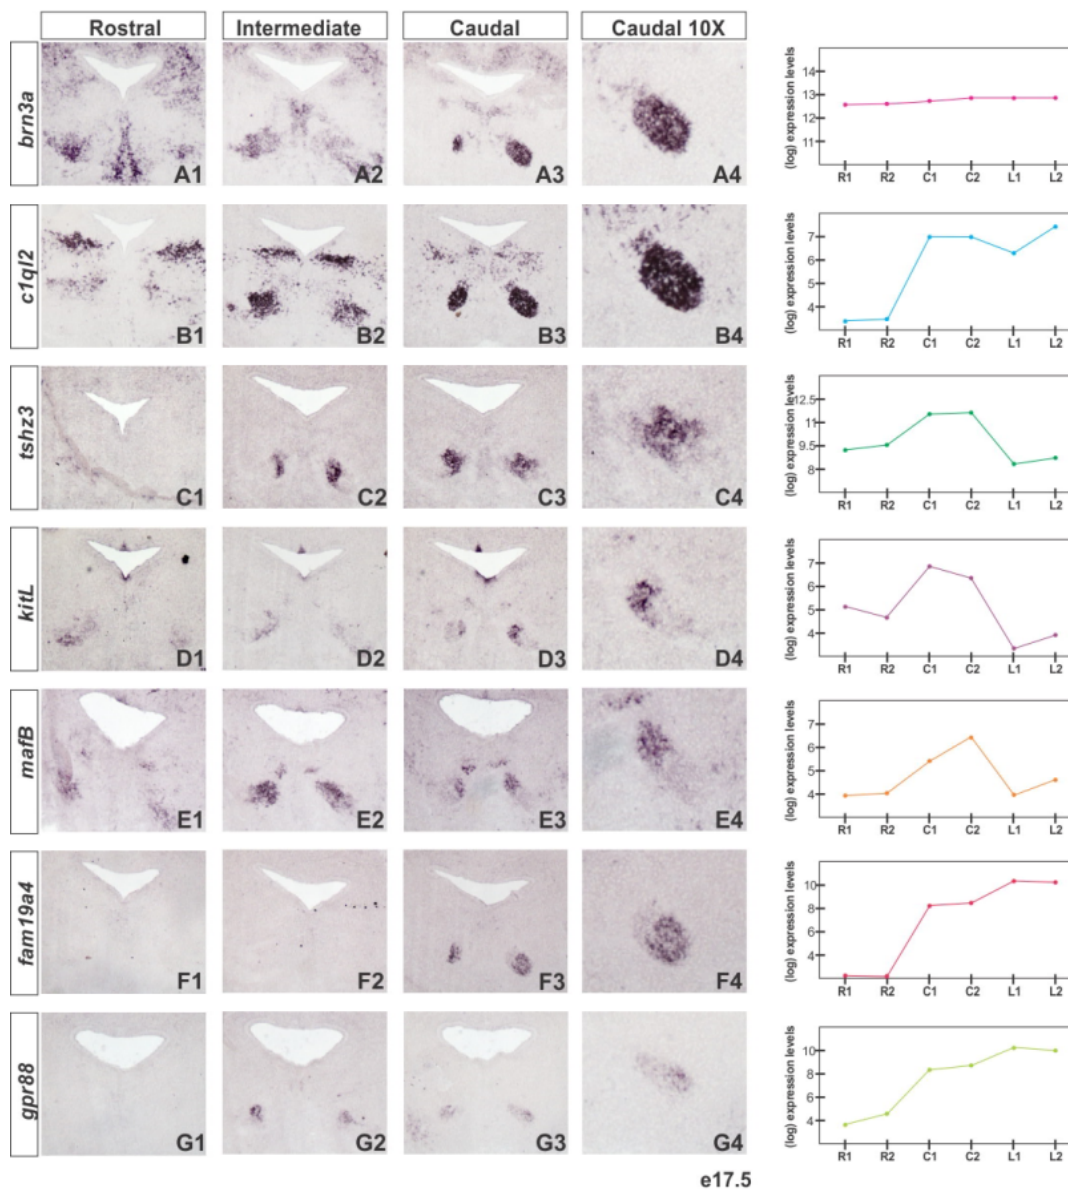 Rostral Intermediate Caudal Caudal 10X
brn3a
A1 A2 A3 A4
(log) expression levels
14
13
12
11
R1 R2 C1 C2 L1 L2
c1ql2
B1 B2 B3 B4
(log) expression levels
7
6
5
4
R1 R2 C1 C2 L1 L2
tshz3
C1 C2 C3 C4
(log) expression levels
12.5
11
9.5
8
R1 R2 C1 C2 L1 L2
kitL
D1 D2 D3 D4
(log) expression levels
7
6
5
4
R1 R2 C1 C2 L1 L2
mafB
E1 E2 E3 E4
(log) expression levels
7
6
5
4
R1 R2 C1 C2 L1 L2
fam19a4
F1 F2 F3 F4
(log) expression levels
10
8
6
4
R1 R2 C1 C2 L1 L2
gpr88
G1 G2 G3 G4
(log) expression levels
10
8
6
4
R1 R2 C1 C2 L1 L2
e17.5